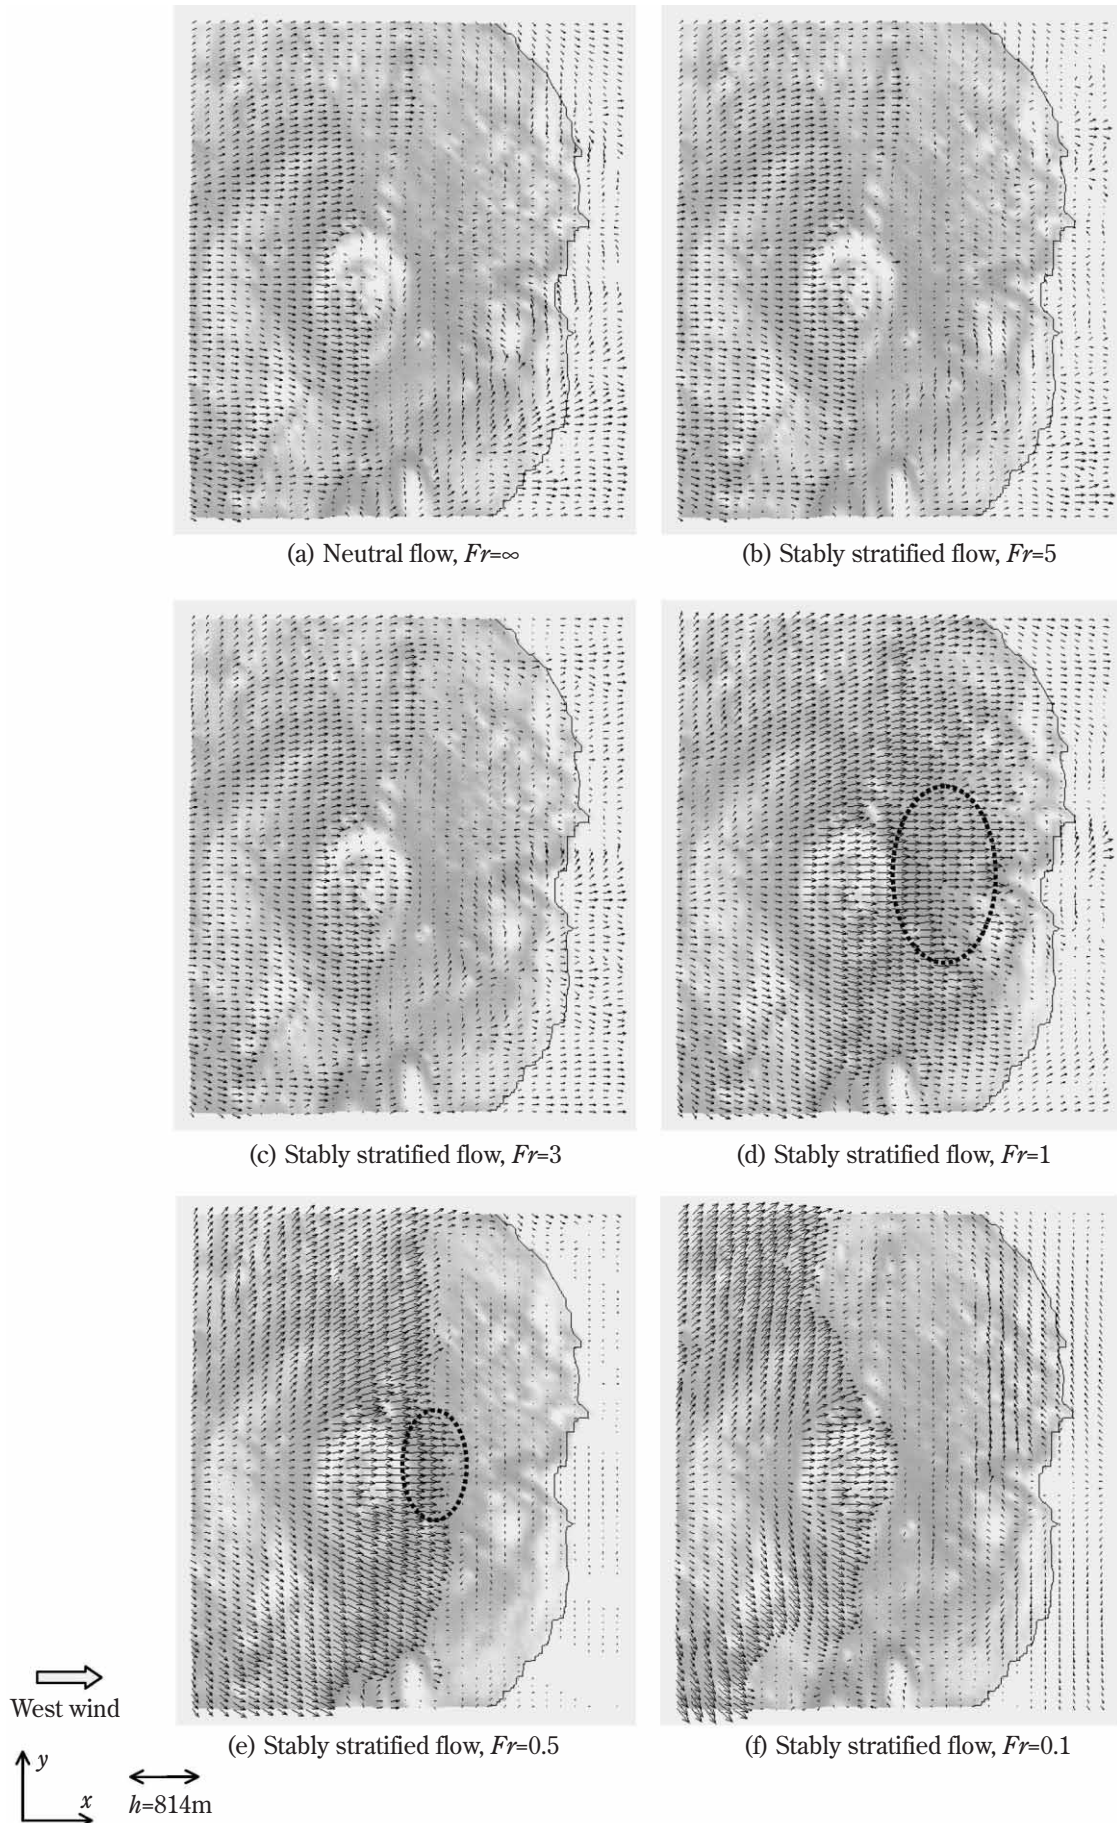 (a) Neutral flow, Fr=∞
(b) Stably stratified flow, Fr=5
(c) Stably stratified flow, Fr=3
(d) Stably stratified flow, Fr=1
(e) Stably stratified flow, Fr=0.5
(f) Stably stratified flow, Fr=0.1
West wind
y
x
h=814m